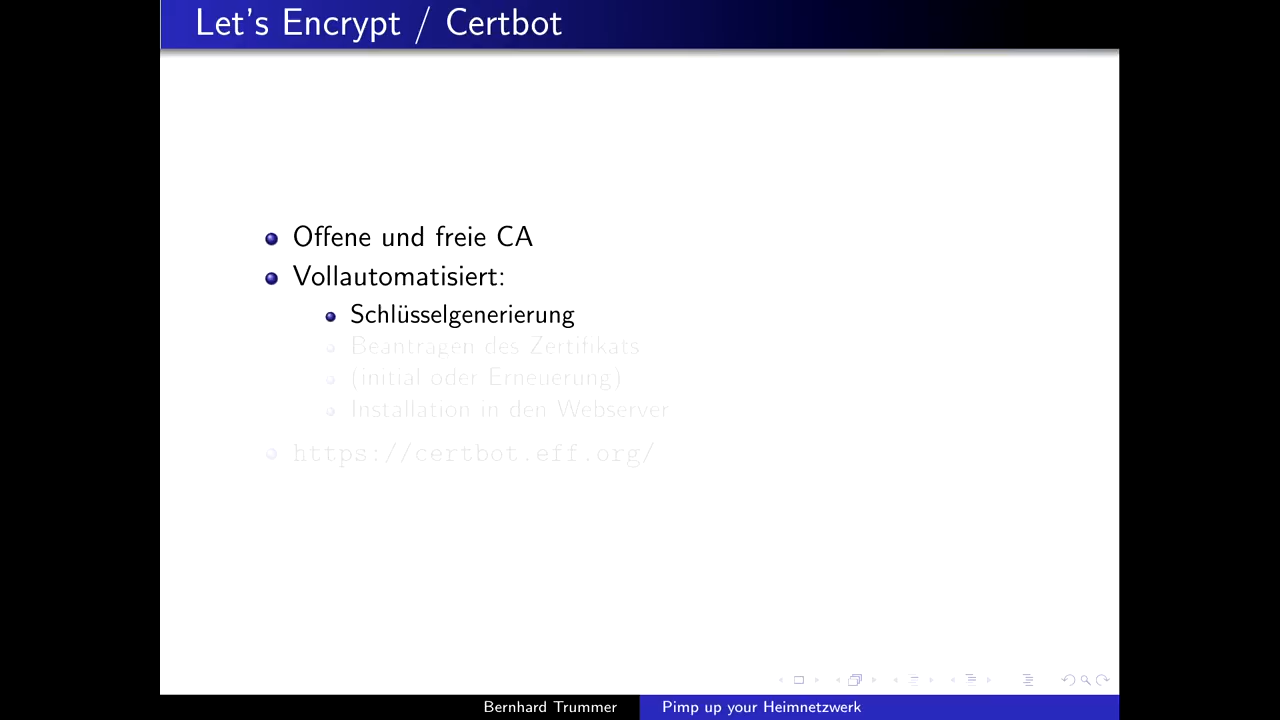 Let's Encrypt / Certbot
Offene und freie CA
Vollautomatisiert:
Schlüsselgenerierung
Beantragen des Zertifikats
(initial oder Erneuerung)
Installation in den Webserver
https://certbot.eff.org/
Bernhard Trummer
Pimp up your Heimnetzwerk